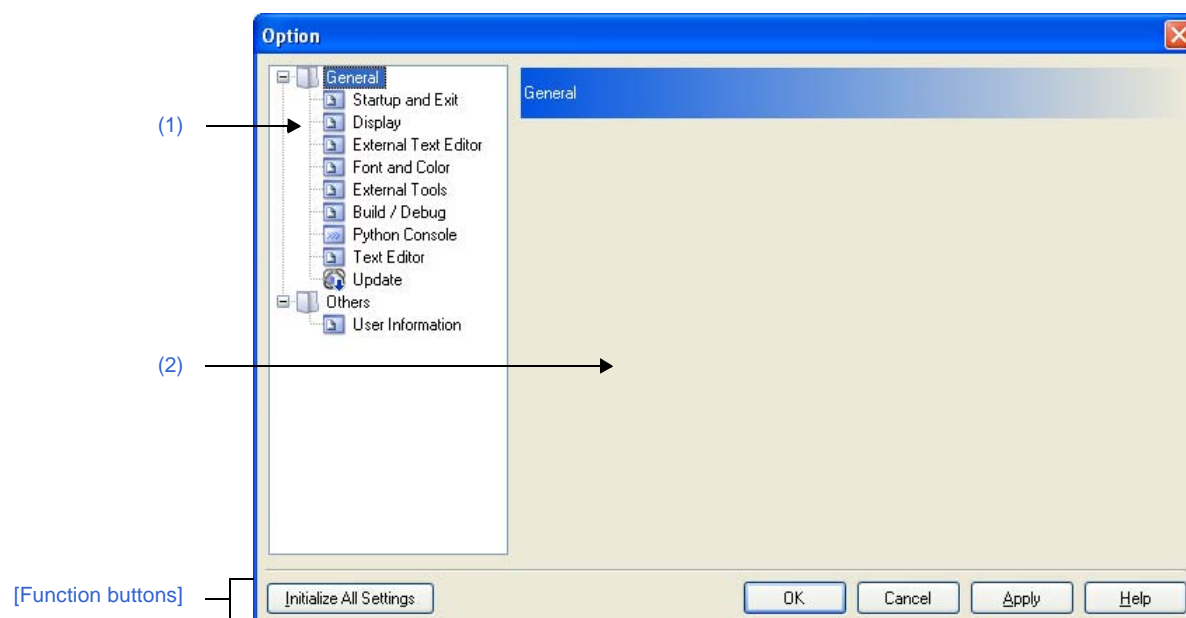 Option
General
Startup and Exit
Display
External Text Editor
Font and Color
External Tools
Build / Debug
Python Console
Text Editor
Update
Others
User Information
General
(1)
(2)
[Function buttons]
Initialize All Settings
OK
Cancel
Apply
Help